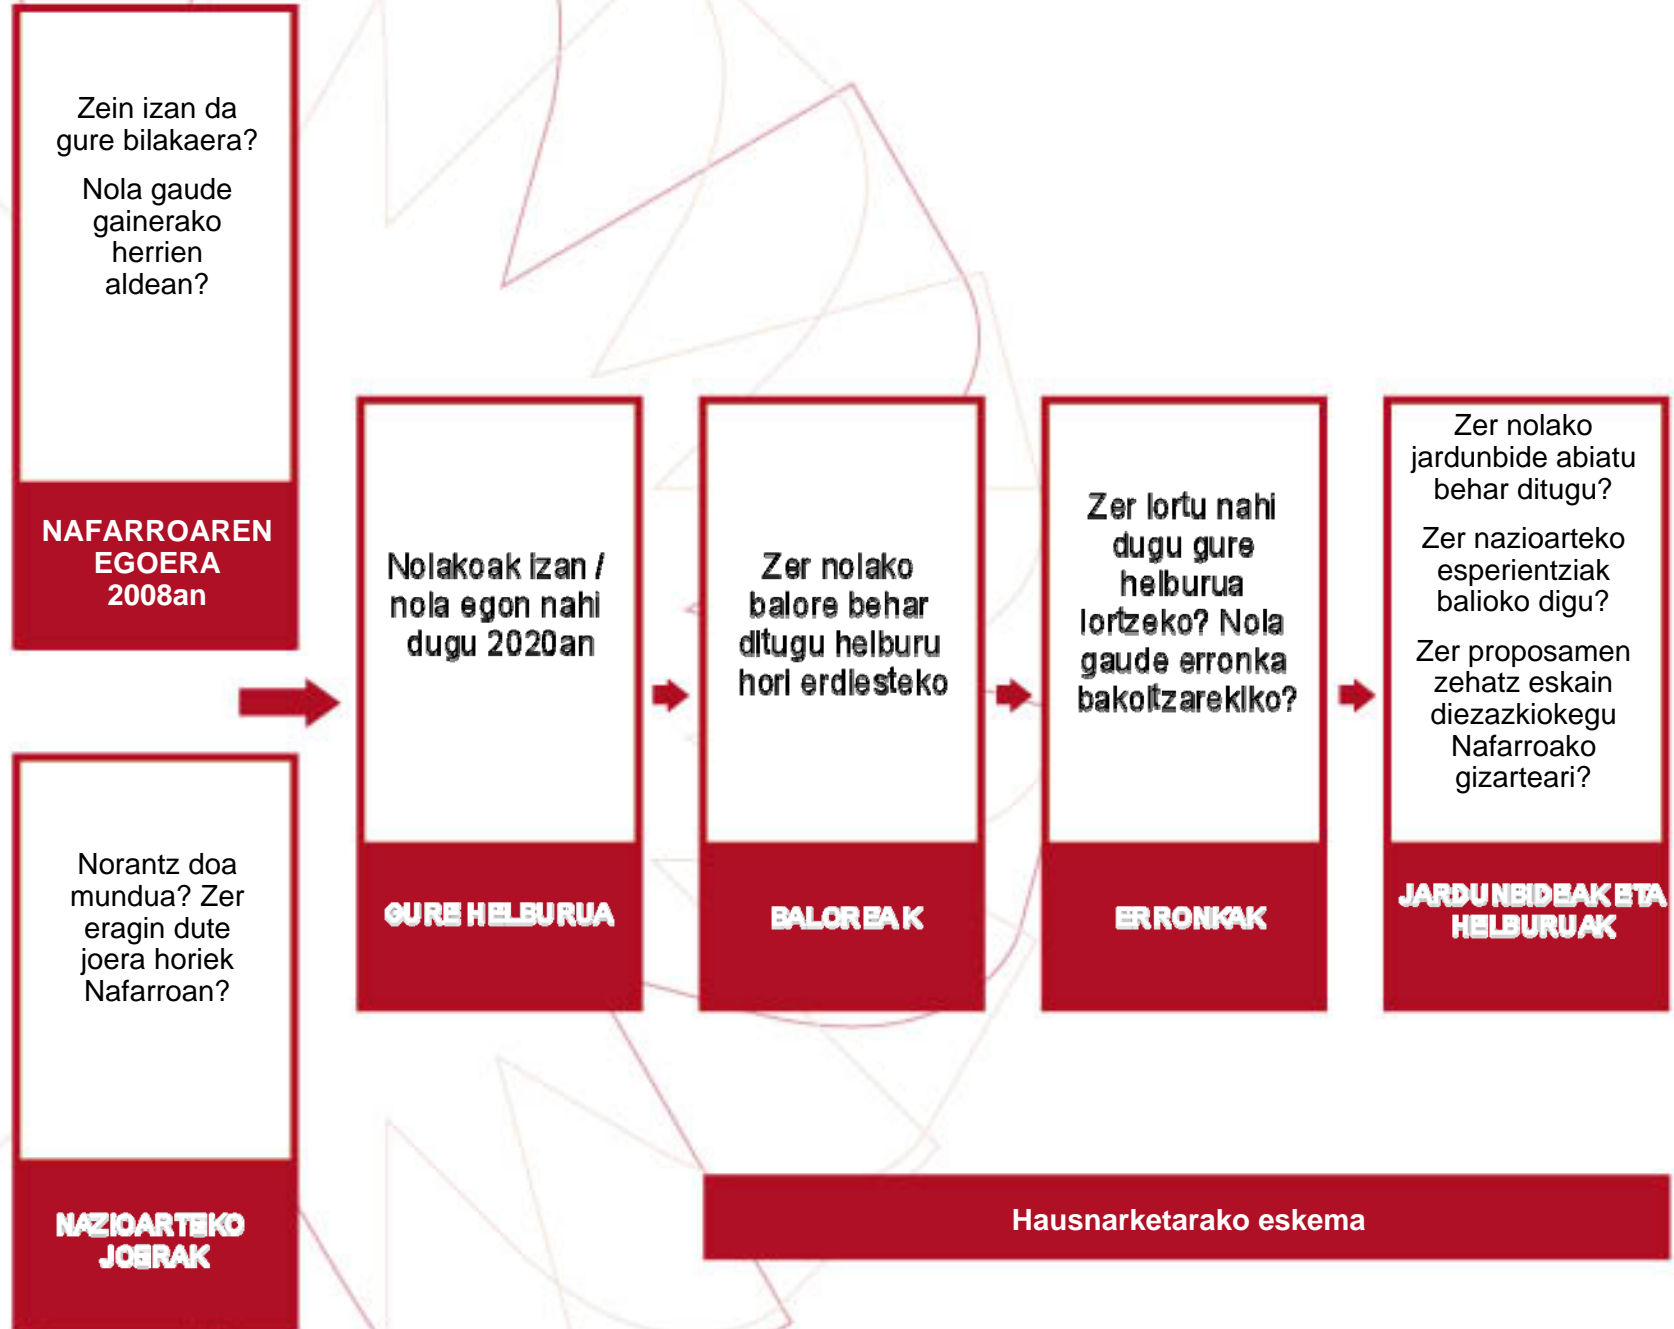 Zein izan da
gure bilakaera?
Nola gaude
gainerako
herrien
aldean?
NAFARROAREN
EGOERA
2008an
Norantz doa
mundua? Zer
eragin dute
joera horiek
Nafarroan?
NAZIOARTEKO
JOERAK
Nolakoak izan /
nola egon nahi
dugu 2020an
GURE HELBURUA
Zer nolako
balore behar
ditugu helburu
hori erdiesteko
BALOREAK
Zer lortu nahi
dugu gure
helburua
lortzeko? Nola
gaude erronka
bakoitzarekiko?
ERRONKAK
Zer nolako
jardunbide abiatu
behar ditugu?
Zer nazioarteko
esperientziak
balioko digu?
Zer proposamen
zehatz eskain
diezazkiokegu
Nafarroako
gizarteari?
JARDUNBIDEAK ETA
HELBURUAK
Hausnarketarako eskema